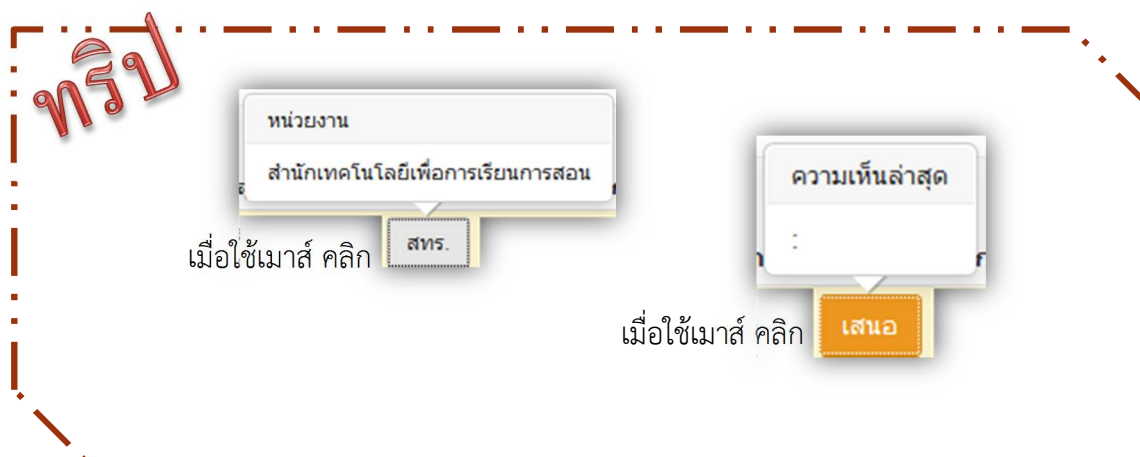 ทริป
หน่วยงาน
สำนักเทคโนโลยีเพื่อการเรียนการสอน
เมื่อใช้เมาส์ คลิก สทร.
ความเห็นล่าสุด
:
เมื่อใช้เมาส์ คลิก เสนอ